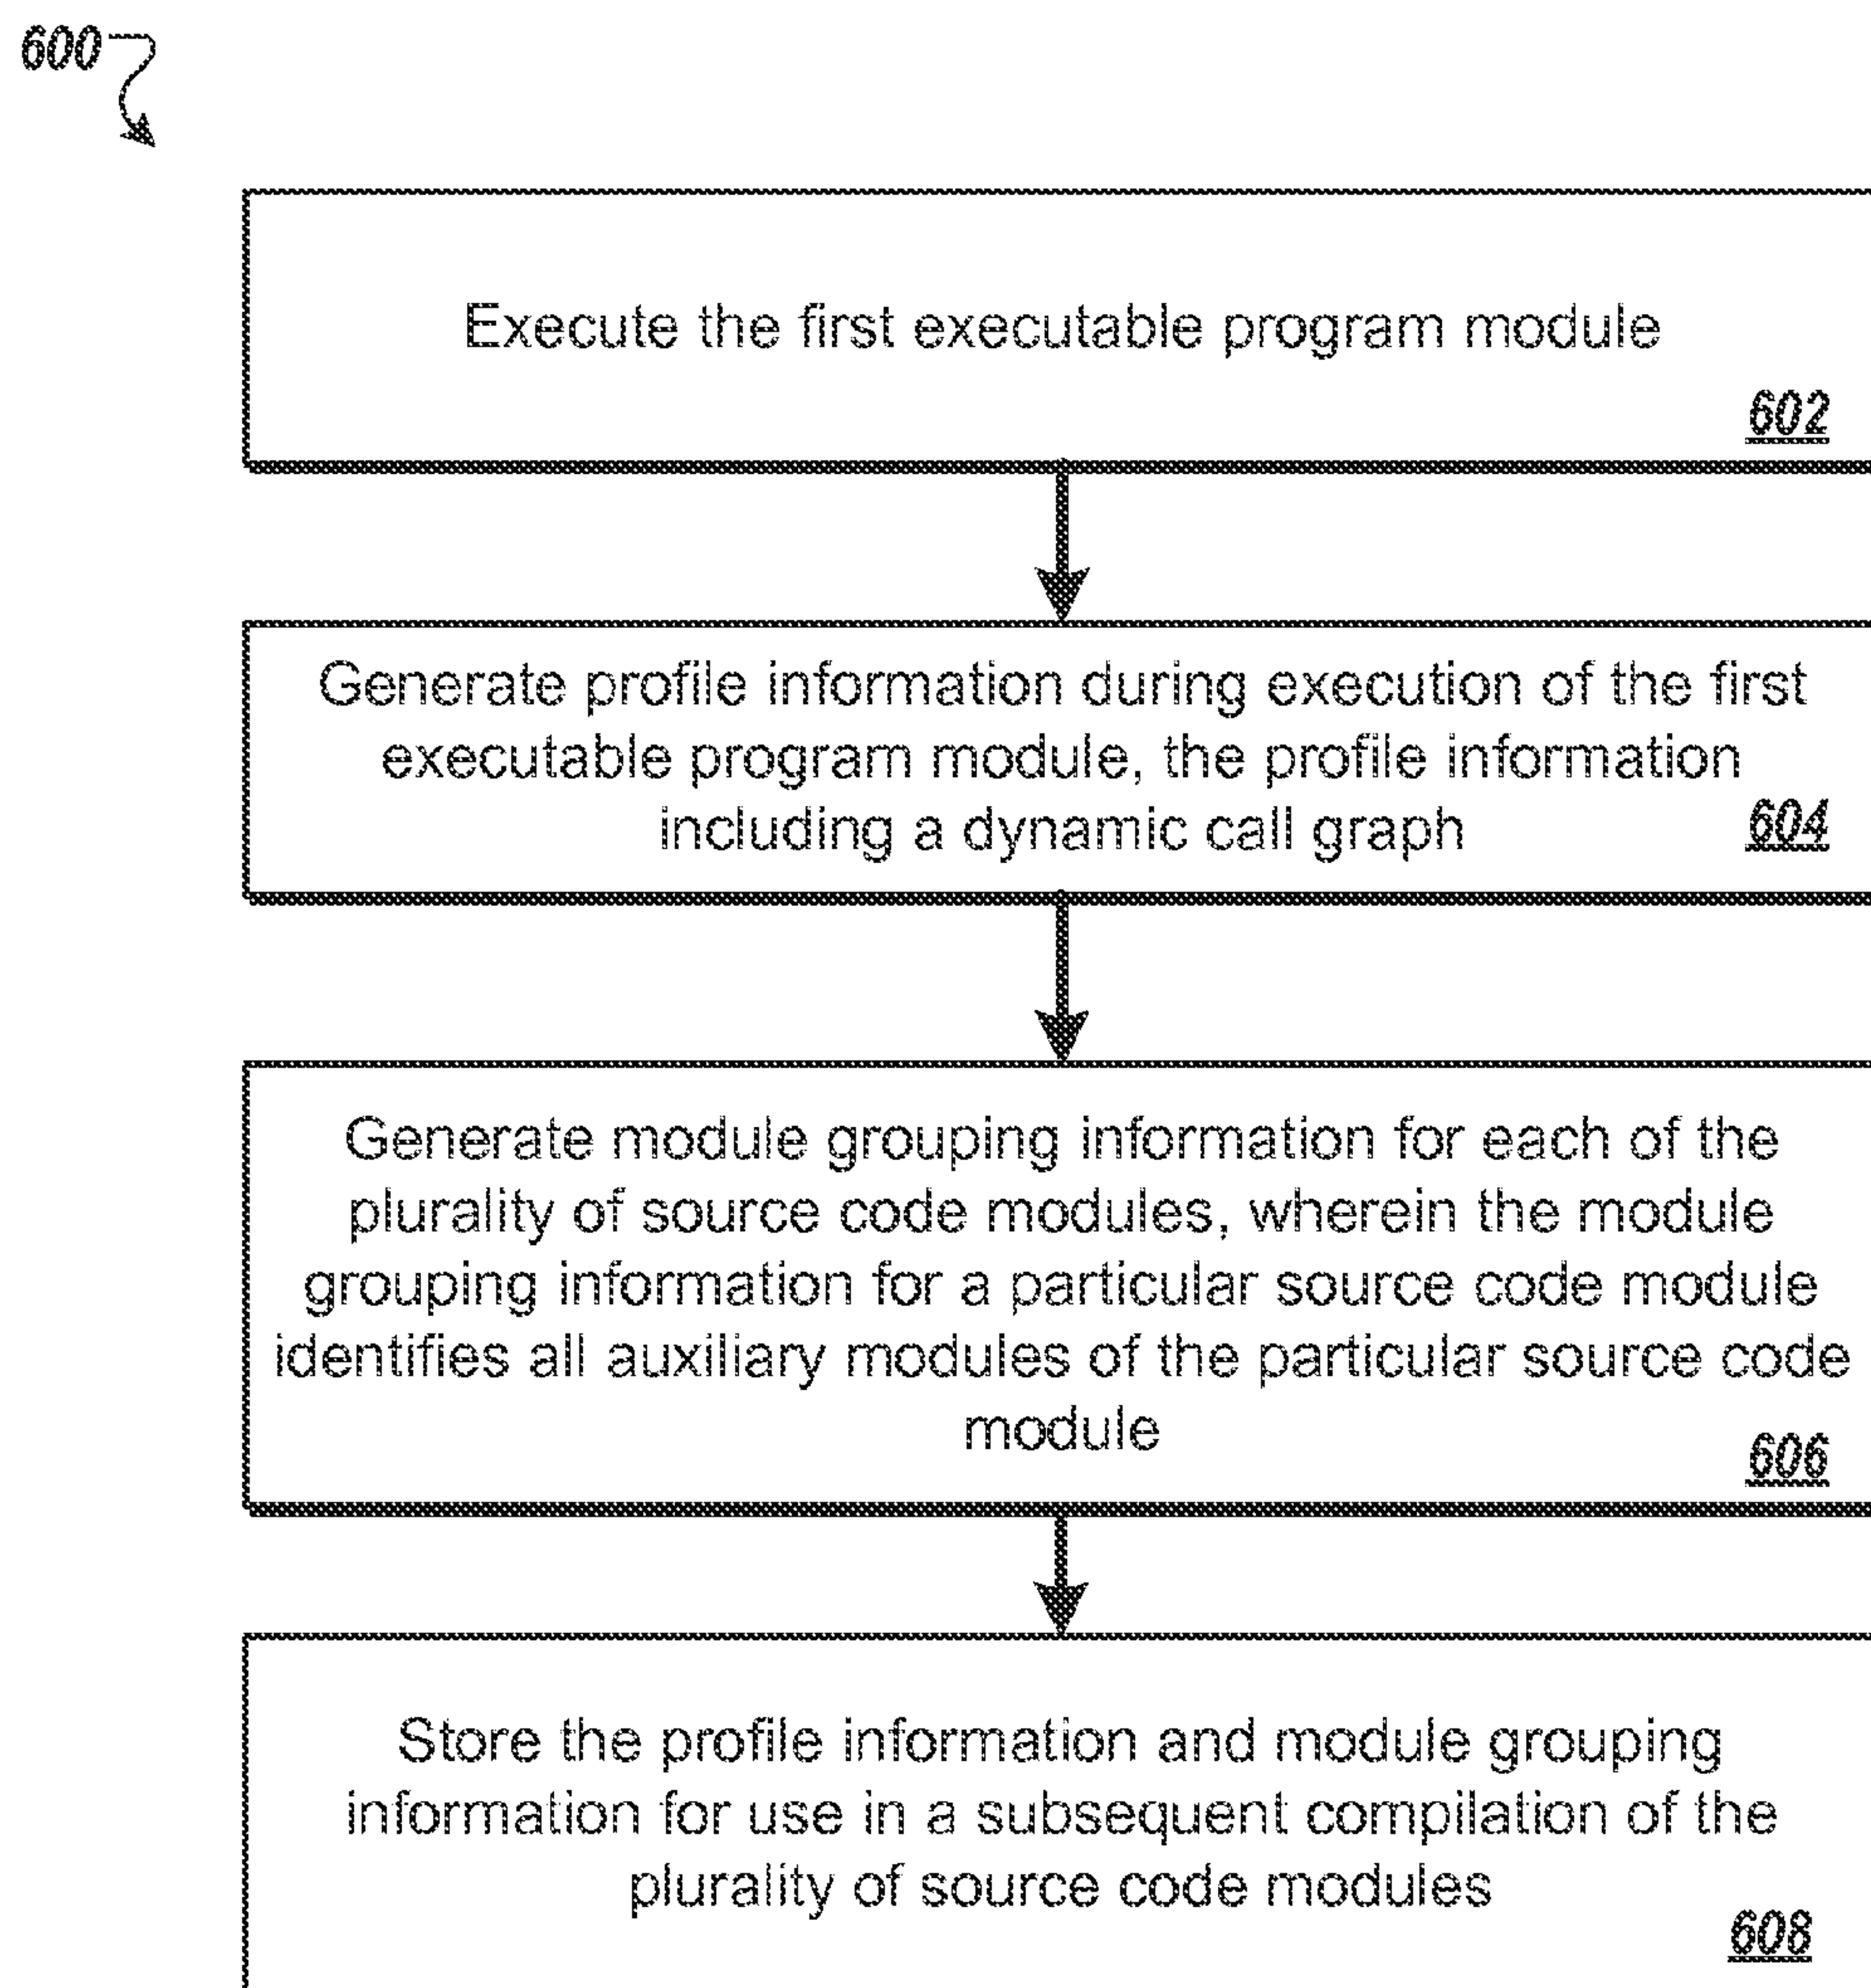 600
Execute the first executable program module
602
Generate profile information during execution of the first
executable program module, the profile information
including a dynamic call graph
604
Generate module grouping information for each of the
plurality of source code modules, wherein the module
grouping information for a particular source code module
identifies all auxiliary modules of the particular source code
module
606
Store the profile information and module grouping
information for use in a subsequent compilation of the
plurality of source code modules
608